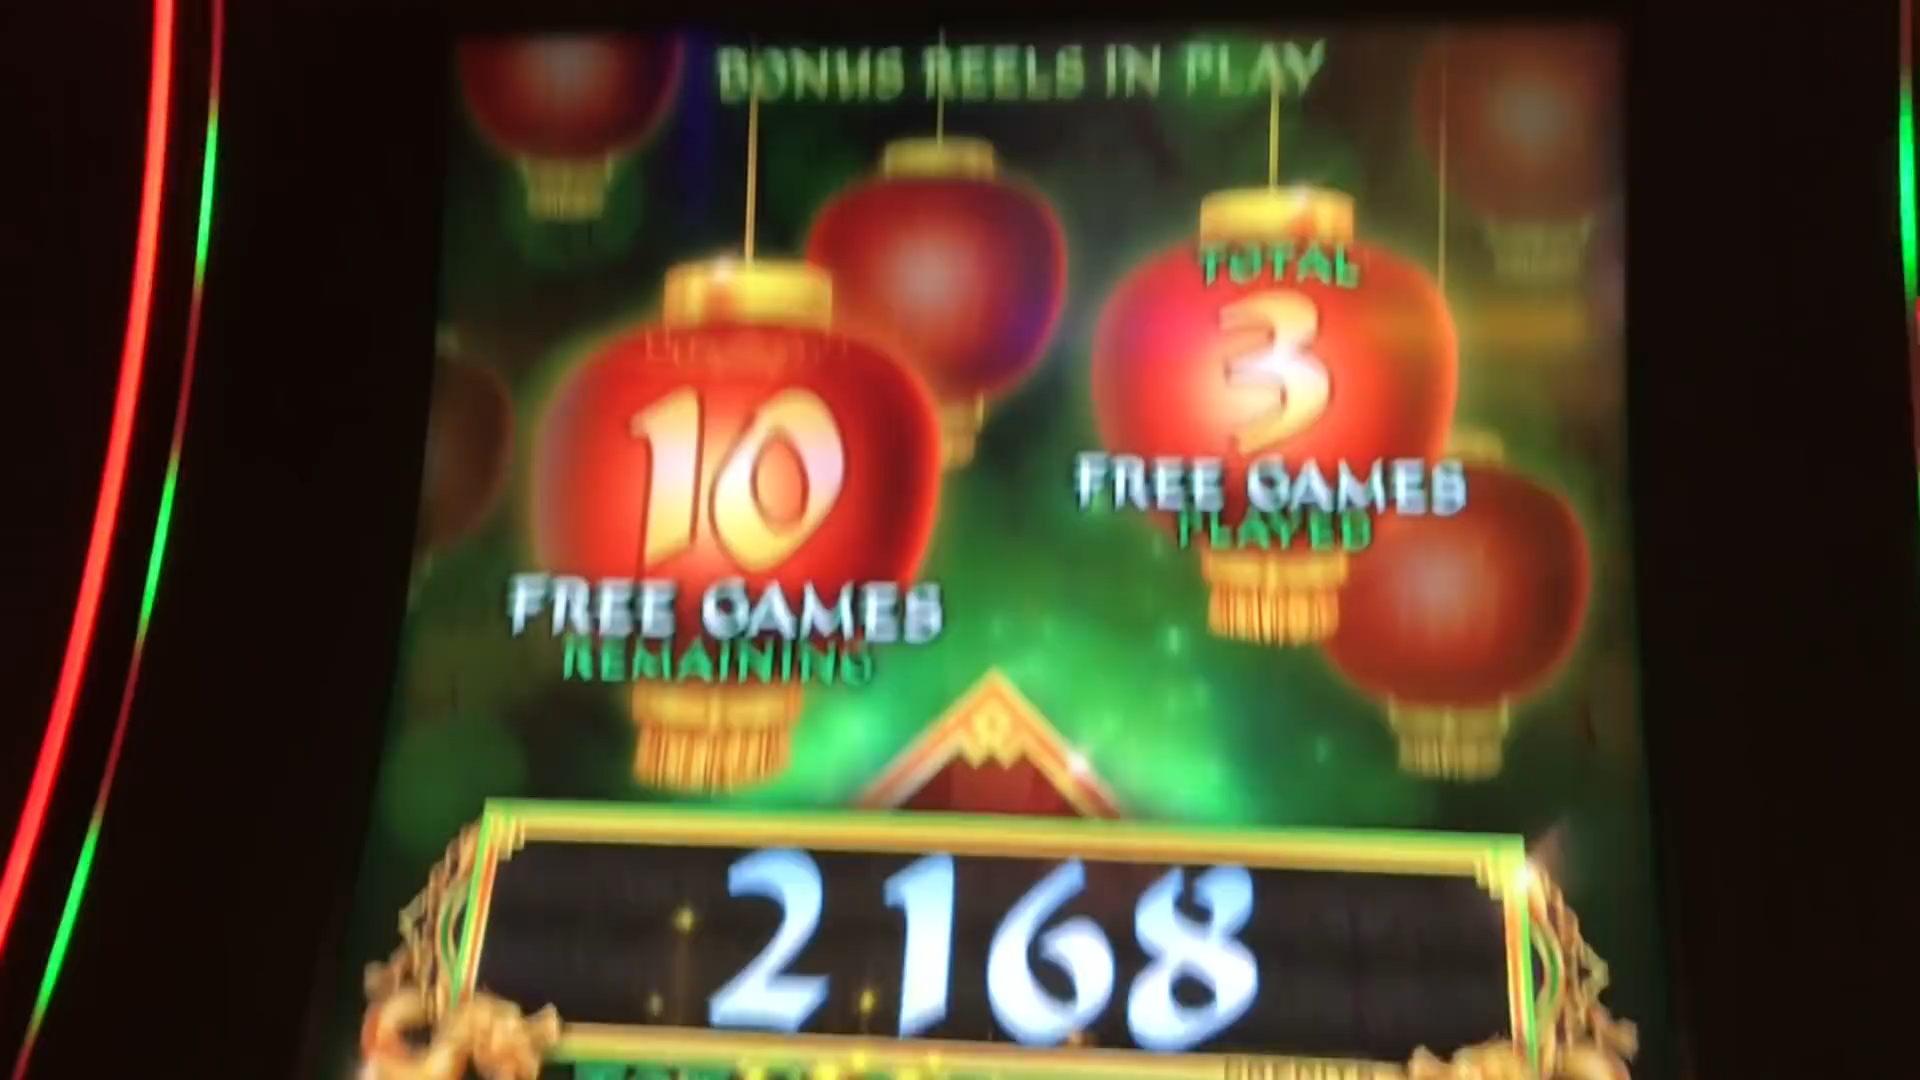 BONUS REELS IN PLAY
10
FREE GAMES
REMAINING
TOTAL
3
FREE GAMES
PLAYED
2168